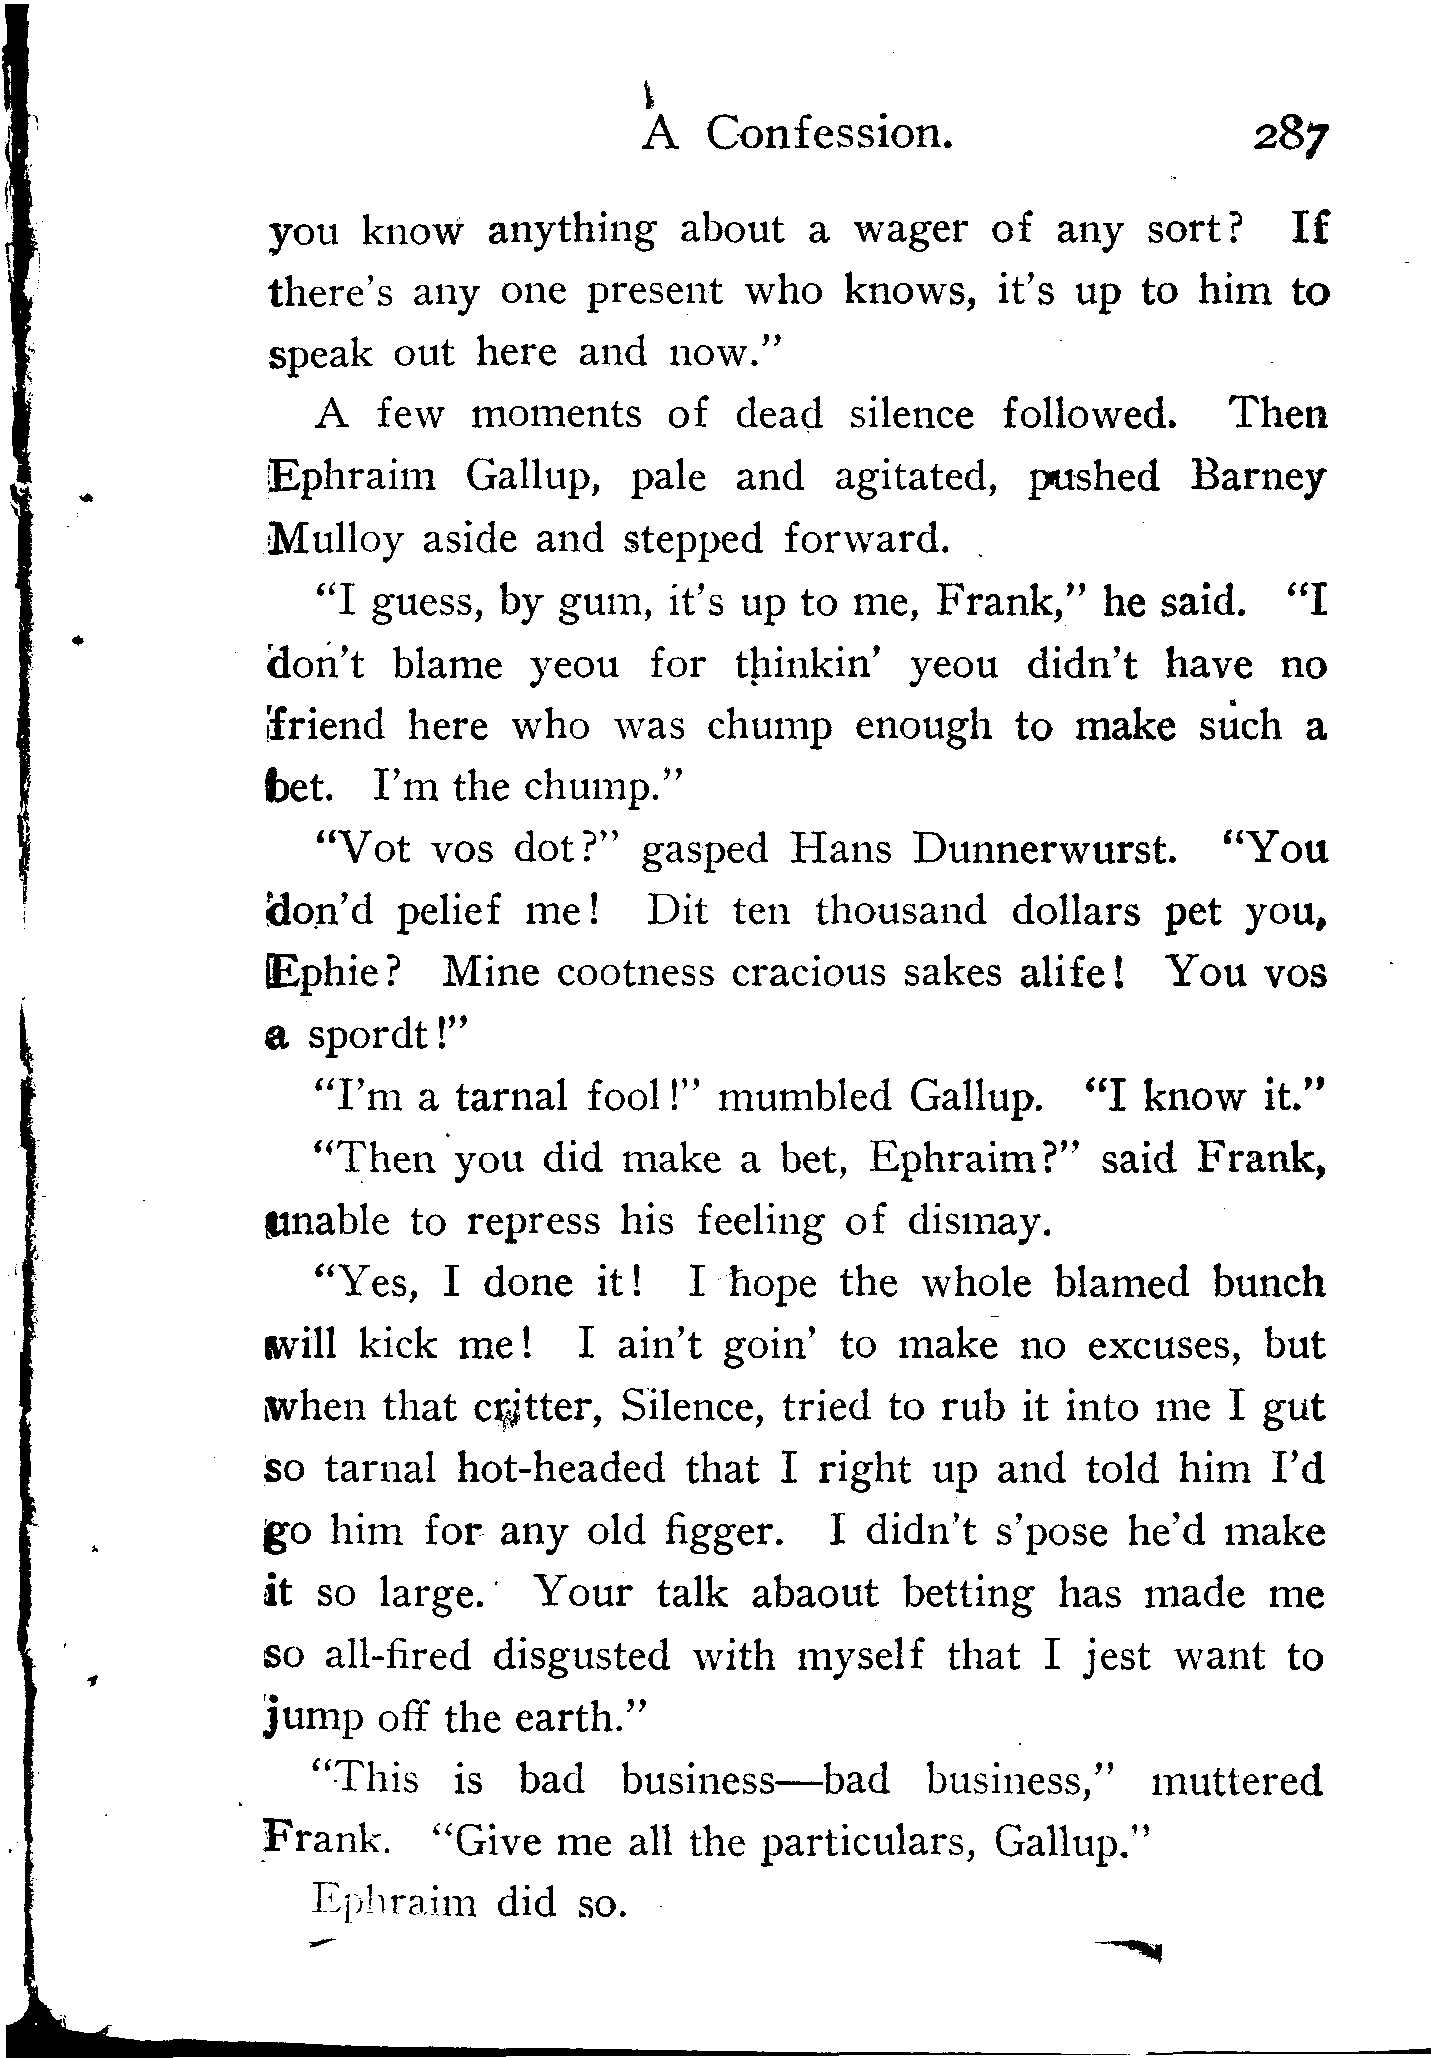 A Confession. 287
you know anything about a wager of any sort? If
there's any one present who knows, it's up to him to
speak out here and now."
A few moments of dead silence followed. Then
Ephraim Gallup, pale and agitated, pushed Barney
Mulloy aside and stepped forward.
"I guess, by gum, it's up to me, Frank," he said. "I
don't blame yeou for thinkin' yeou didn't have no
friend here who was chump enough to make such a
bet. I'm the chump."
"Vot vos dot?" gasped Hans Dunnerwurst. "You
don'd pelief me! Dit ten thousand dollars pet you,
Ephie? Mine cootness cracious sakes alife! You vos
a spordt!"
"I'm a tarnal fool!" mumbled Gallup. "I know it."
"Then you did make a bet, Ephraim?" said Frank,
unable to repress his feeling of dismay.
"Yes, I done it! I hope the whole blamed bunch
will kick me! I ain't goin' to make no excuses, but
when that critter, Silence, tried to rub it into me I gut
so tarnal hot-headed that I right up and told him I'd
go him for any old figger. I didn't s'pose he'd make
it so large. Your talk abaout betting has made me
so all-fired disgusted with myself that I jest want to
jump off the earth."
"This is bad business—bad business," muttered
Frank. "Give me all the particulars, Gallup."
Ephraim did so.